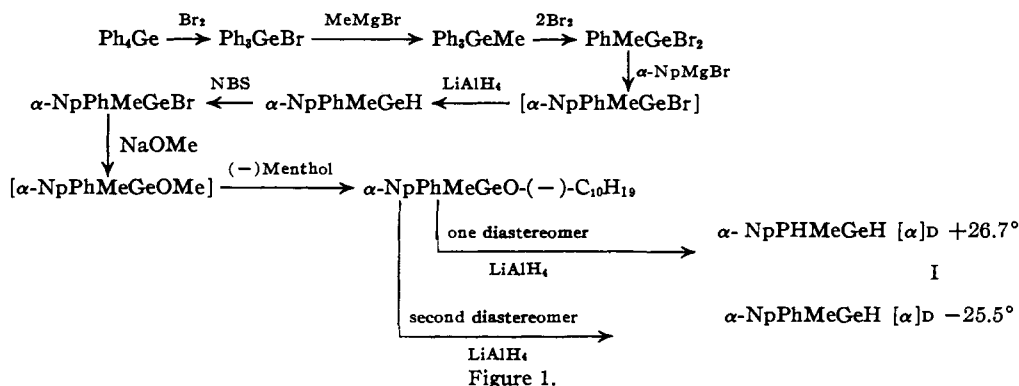 Br₂ MeMgBr 2Br₂
Ph₄Ge Ph₃GeBr Ph₃GeMe PhMeGeBr₂
α-NpMgBr
NBS LiAlH₄
α-NpPhMeGeBr α-NpPhMeGeH [α-NpPhMeGeBr]
NaOMe
(−)Menthol
[α-NpPhMeGeOMe] α-NpPhMeGeO-(−)-C₁₀H₁₉
one diastereomer α- NpPHMeGeH [α]D +26.7°
LiAlH₄
I
second diastereomer α-NpPhMeGeH [α]D −25.5°
LiAlH₄
Figure 1.